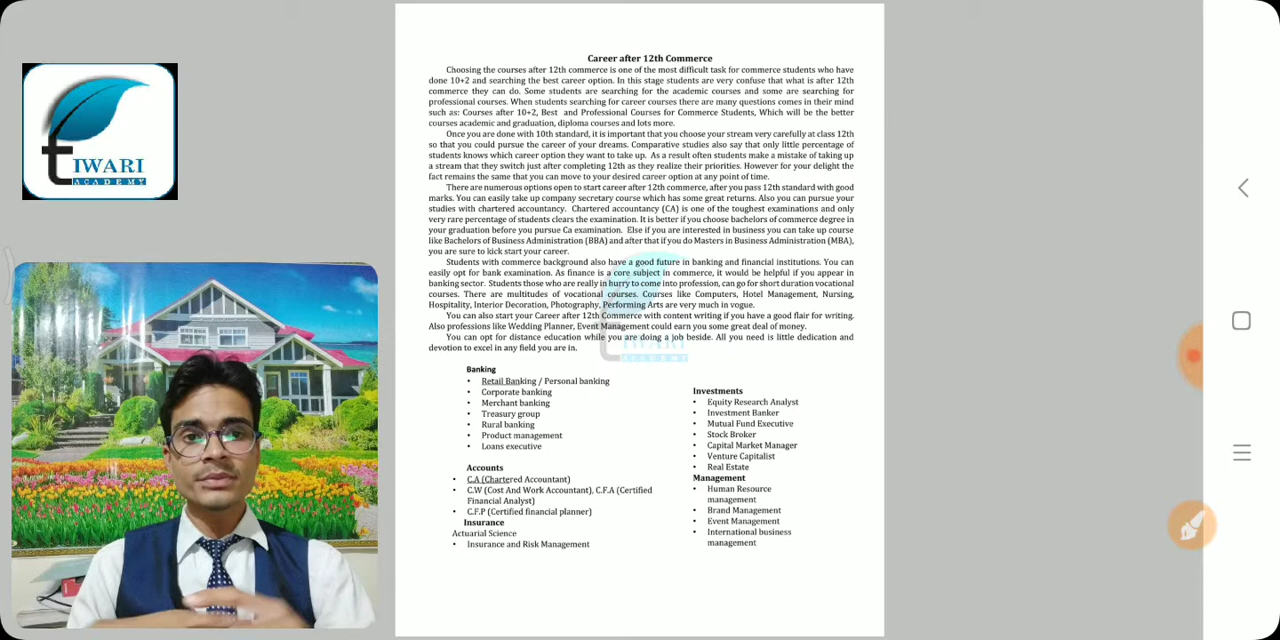 TIWARI
ACADEMY
Career after 12th Commerce
Choosing the courses after 12th commerce is one of the most difficult task for commerce students who have
done 10+2 and searching the best career option. In this stage students are very confuse that what is after 12th
commerce they can do. Some students are searching for the academic courses and some are searching for
professional courses. When students searching for career courses there are many questions comes in their mind
such as: Courses after 10+2, Best and Professional Courses for Commerce Students, Which will be the better
courses academic and graduation, diploma courses and lots more.
Once you are done with 10th standard, it is important that you choose your stream very carefully at class 12th
so that you could pursue the career of your dreams. Comparative studies also say that only little percentage of
students knows which career option they want to take up. As a result often students make a mistake of taking up
a stream that they switch just after completing 12th as they realize their priorities. However for your delight the
fact remains the same that you can move to your desired career option at any point of time.
There are numerous options open to start career after 12th commerce, after you pass 12th standard with good
marks. You can easily take up company secretary course which has some great returns. Also you can pursue your
studies with chartered accountancy. Chartered accountancy (CA) is one of the toughest examinations and only
very rare percentage of students clears the examination. It is better if you choose bachelors of commerce degree in
your graduation before you pursue Ca examination. Else if you are interested in business you can take up course
like Bachelors of Business Administration (BBA) and after that if you do Masters in Business Administration (MBA),
you are sure to kick start your career.
Students with commerce background also have a good future in banking and financial institutions. You can
easily opt for bank examination. As finance is a core subject in commerce, it would be helpful if you appear in
banking sector. Students those who are really in hurry to come into profession, can go for short duration vocational
courses. There are multitudes of vocational courses. Courses like Computers, Hotel Management, Nursing,
Hospitality, Interior Decoration, Photography, Performing Arts are very much in vogue.
You can also start your Career after 12th Commerce with content writing if you have a good flair for writing.
Also professions like Wedding Planner, Event Management could earn you some great deal of money.
You can opt for distance education while you are doing a job beside. All you need is little dedication and
devotion to excel in any field you are in.
Banking
• Retail Banking / Personal banking
• Corporate banking
• Merchant banking
• Treasury group
• Rural banking
• Product management
• Loans executive
Accounts
• C.A (Chartered Accountant)
• C.W (Cost And Work Accountant), C.F.A (Certified
Financial Analyst)
• C.F.P (Certified financial planner)
Insurance
Actuarial Science
• Insurance and Risk Management
Investments
• Equity Research Analyst
• Investment Banker
• Mutual Fund Executive
• Stock Broker
• Capital Market Manager
• Venture Capitalist
• Real Estate
Management
• Human Resource
management
• Brand Management
• Event Management
• International business
management